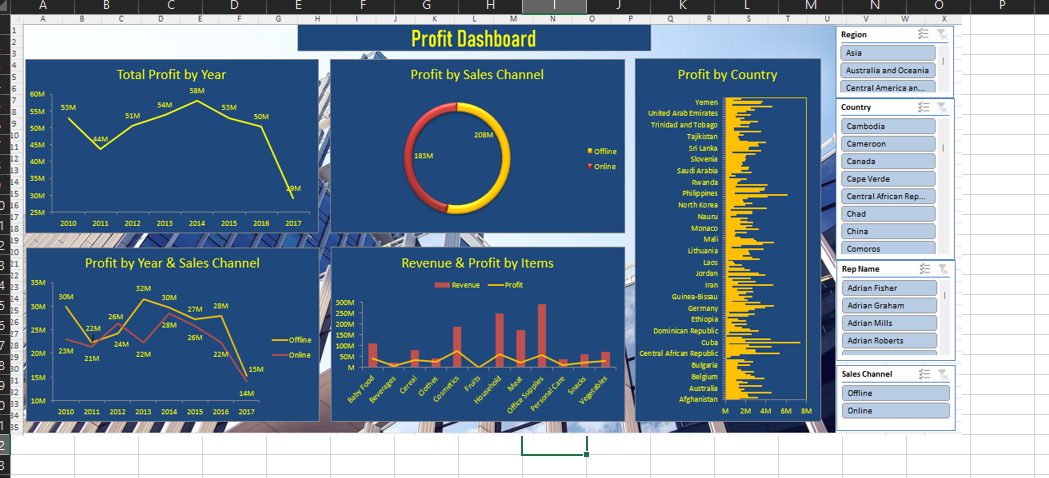 A B C D E F G H I J K L M N O P
A B C D E F G H I J K L M N O P Q R S T U V W X
Profit Dashboard
Total Profit by Year
60M
55M
50M
45M
40M
35M
30M
25M
53M
44M
51M
54M
58M
53M
50M
29M
2010 2011 2012 2013 2014 2015 2016 2017
Profit by Sales Channel
208M
183M
Offline
Online
Profit by Country
Yemen
United Arab Emirates
Trinidad and Tobago
Tajikistan
Sri Lanka
Slovenia
Saudi Arabia
Rwanda
Philippines
North Korea
Nauru
Monaco
Mali
Lithuania
Laos
Jordan
Iran
Guinea-Bissau
Germany
Ethiopia
Dominican Republic
Cuba
Central African Republic
Bulgaria
Belgium
Australia
Afghanistan
M 2M 4M 6M 8M
Profit by Year & Sales Channel
35M
30M
25M
20M
15M
10M
30M
22M
24M
32M
30M
27M
28M
15M
23M
21M
26M
22M
28M
26M
22M
14M
2010 2011 2012 2013 2014 2015 2016 2017
Offline
Online
Revenue & Profit by Items
Revenue Profit
300M
250M
200M
150M
100M
50M
M
Baby Food
Beverages
Cereal
Clothes
Cosmetics
Fruits
Household
Meat
Office Supplies
Personal Care
Snacks
Vegetables
Region
Asia
Australia and Oceania
Central America an...
Country
Cambodia
Cameroon
Canada
Cape Verde
Central African Rep...
Chad
China
Comoros
Rep Name
Adrian Fisher
Adrian Graham
Adrian Mills
Adrian Roberts
Sales Channel
Offline
Online